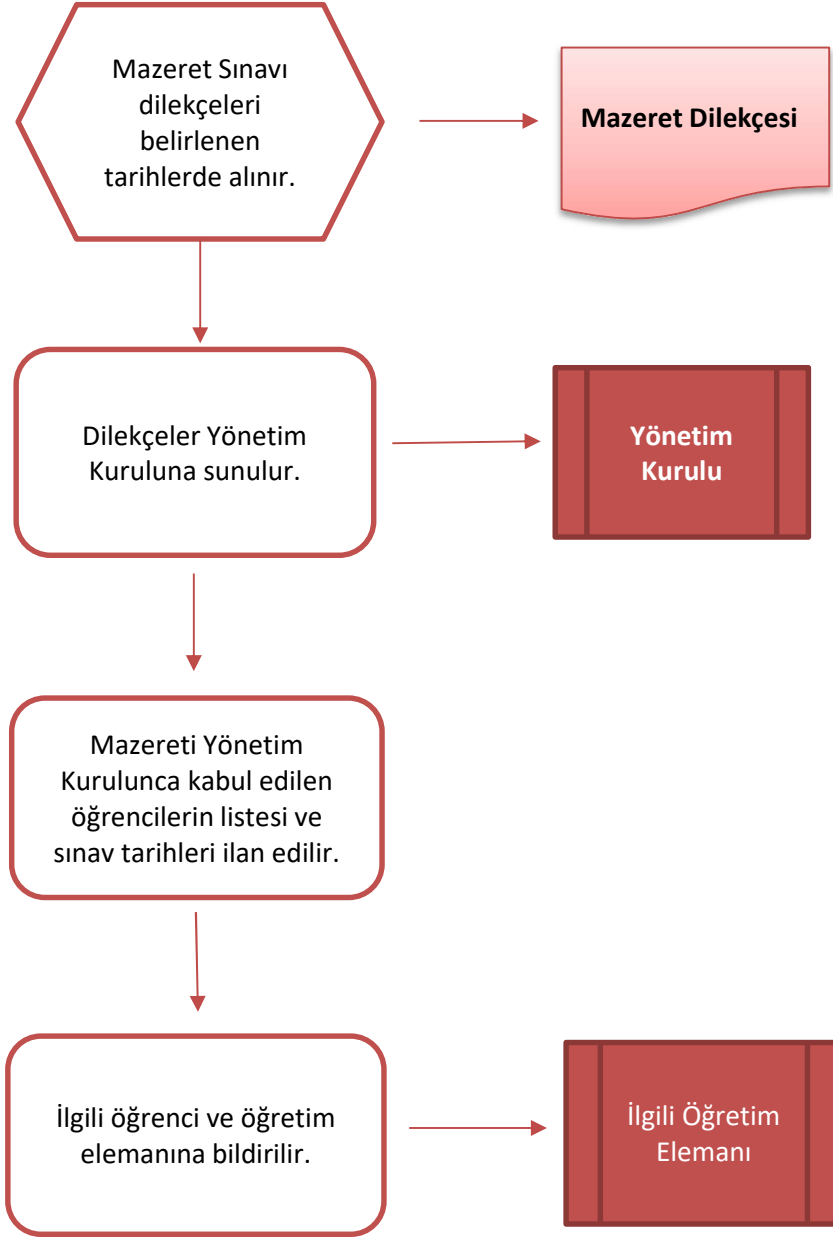 Mazeret Sınavı
dilekçeleri
belirlenen
tarihlerde alınır.
Mazeret Dilekçesi
Dilekçeler Yönetim
Kuruluna sunulur.
Yönetim
Kurulu
Mazereti Yönetim
Kurulunca kabul edilen
öğrencilerin listesi ve
sınav tarihleri ilan edilir.
İlgili öğrenci ve öğretim
elemanına bildirilir.
İlgili Öğretim
Elemanı